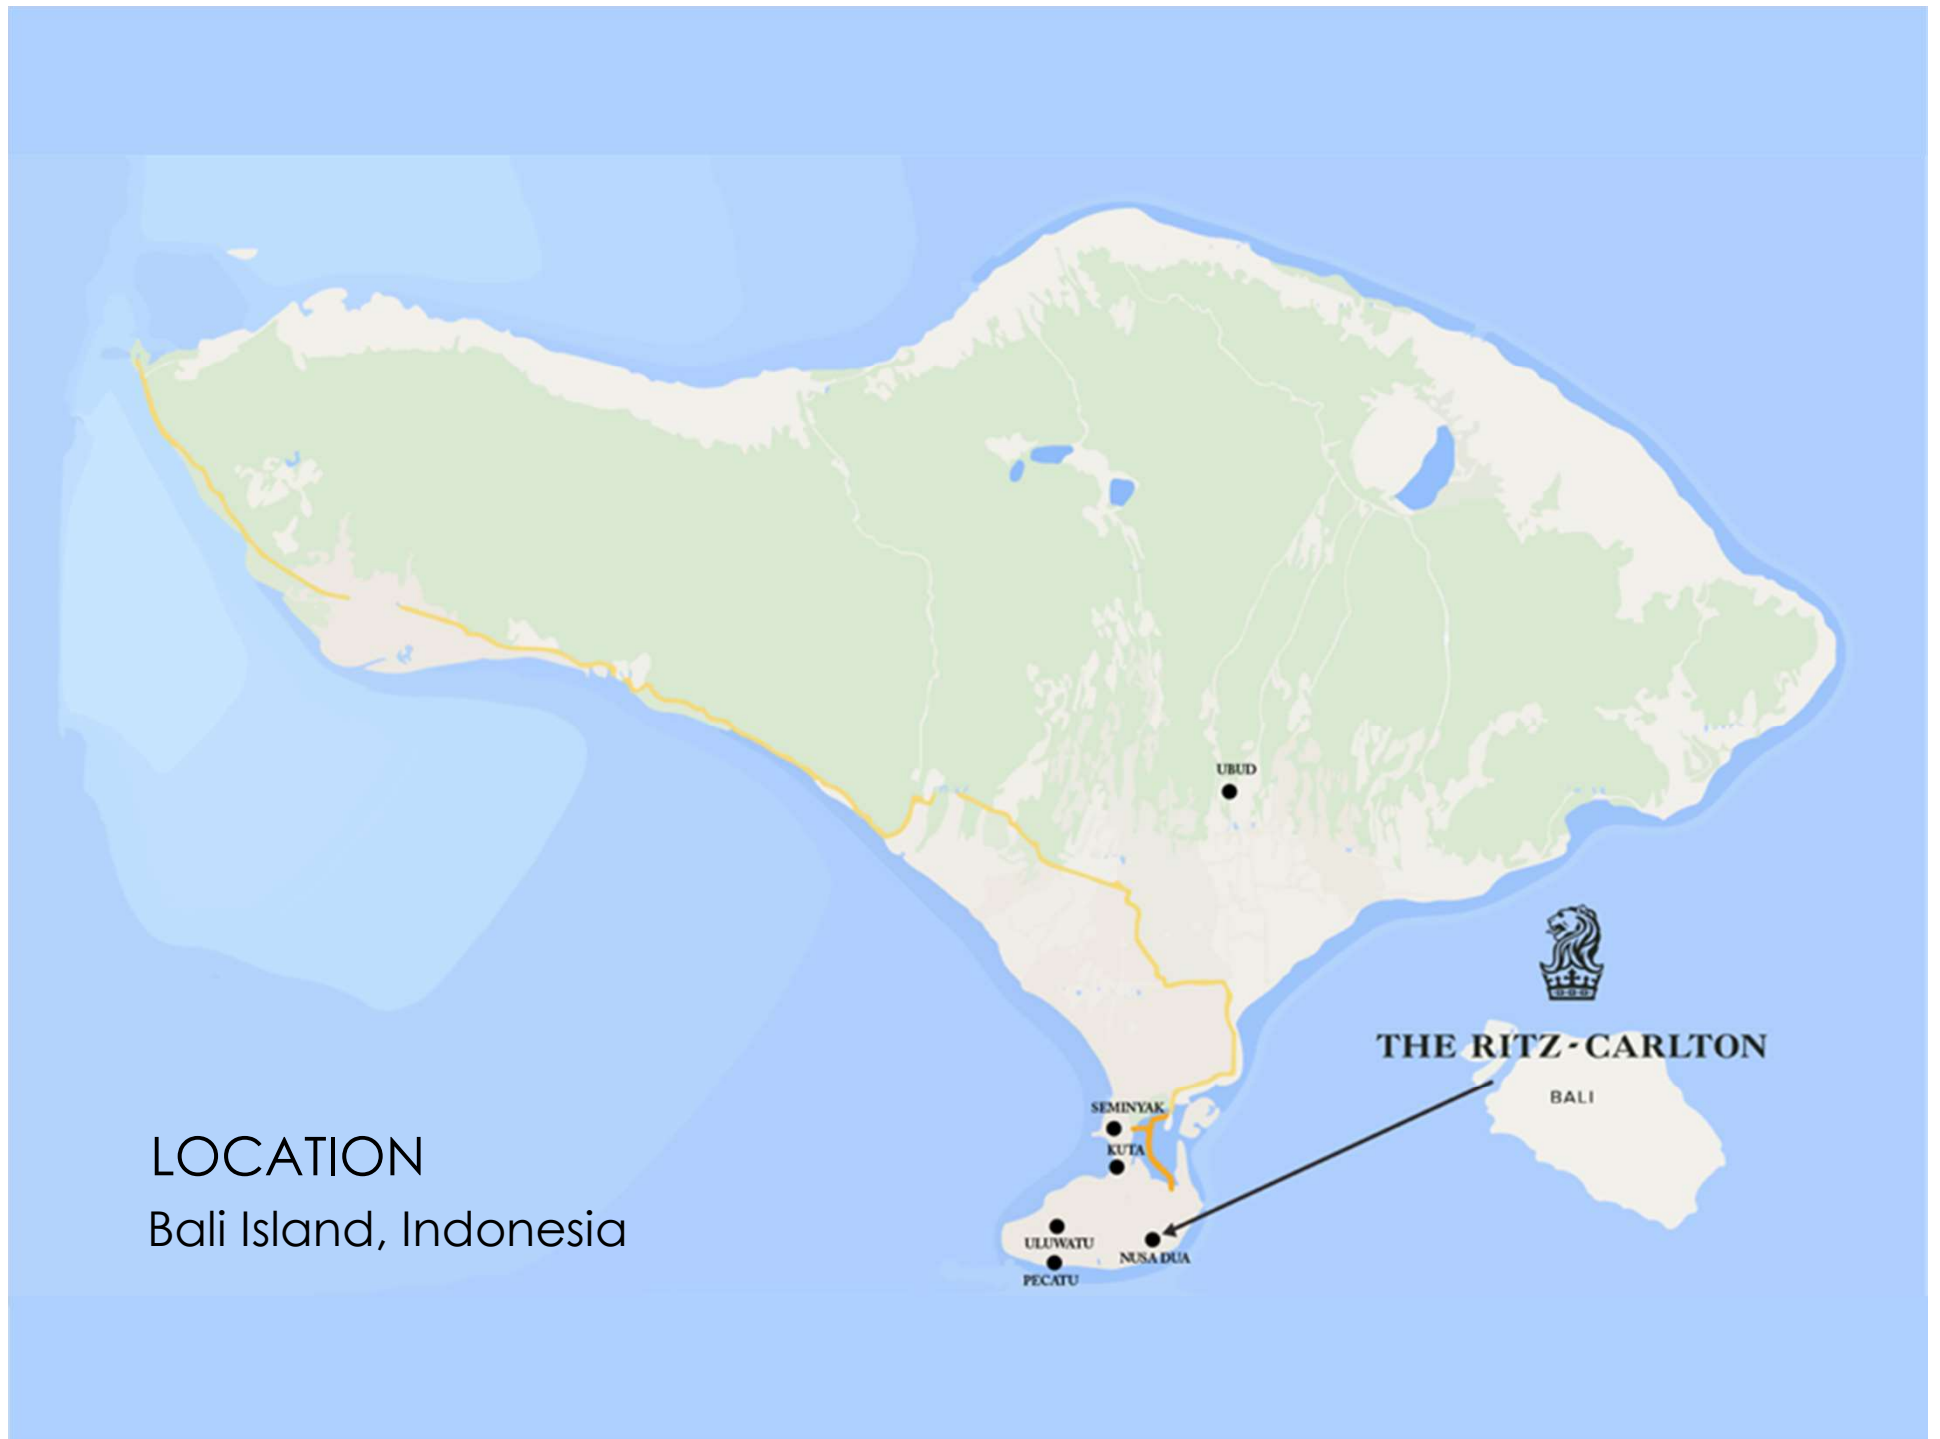 UBUD
THE RITZ-CARLTON
BALI
SEMINYAK
KUTA
LOCATION
Bali Island, Indonesia
ULUWATU
NUSA DUA
PECATU